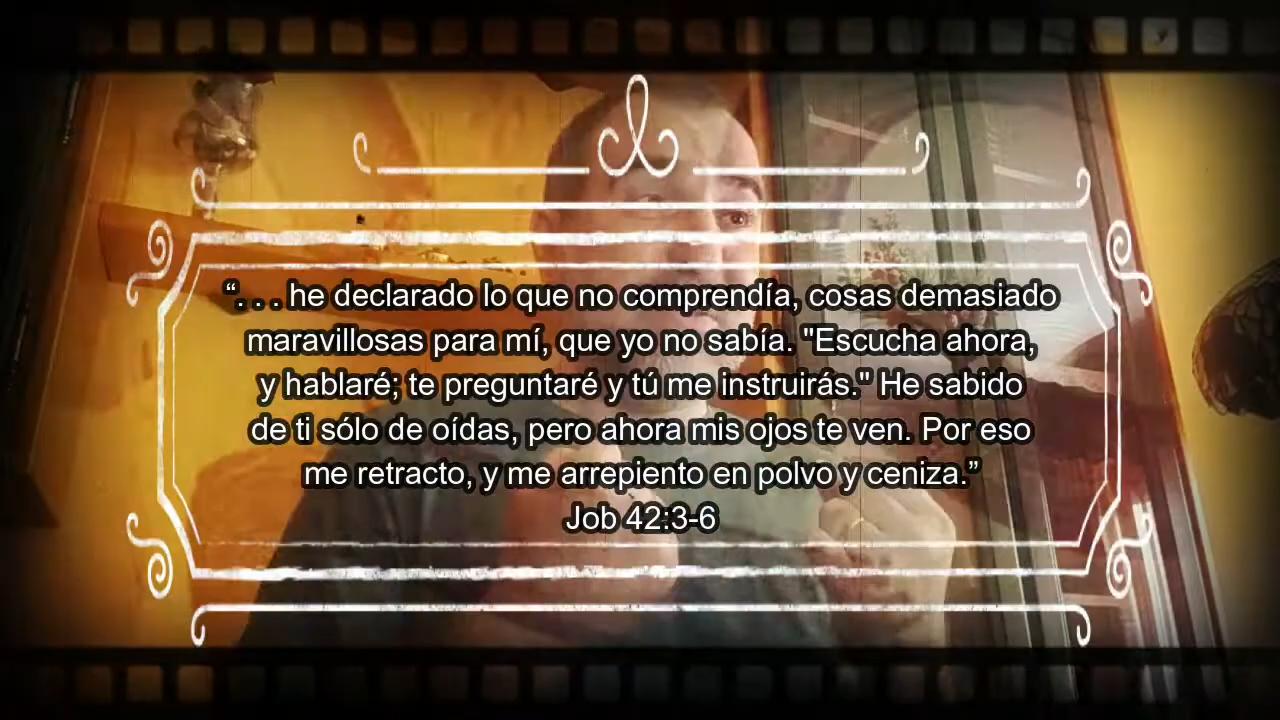 “. . . he declarado lo que no comprendía, cosas demasiado
maravillosas para mí, que yo no sabía. "Escucha ahora,
y hablaré; te preguntaré y tú me instruirás." He sabido
de ti sólo de oídas, pero ahora mis ojos te ven. Por eso
me retracto, y me arrepiento en polvo y ceniza.”
Job 42:3-6